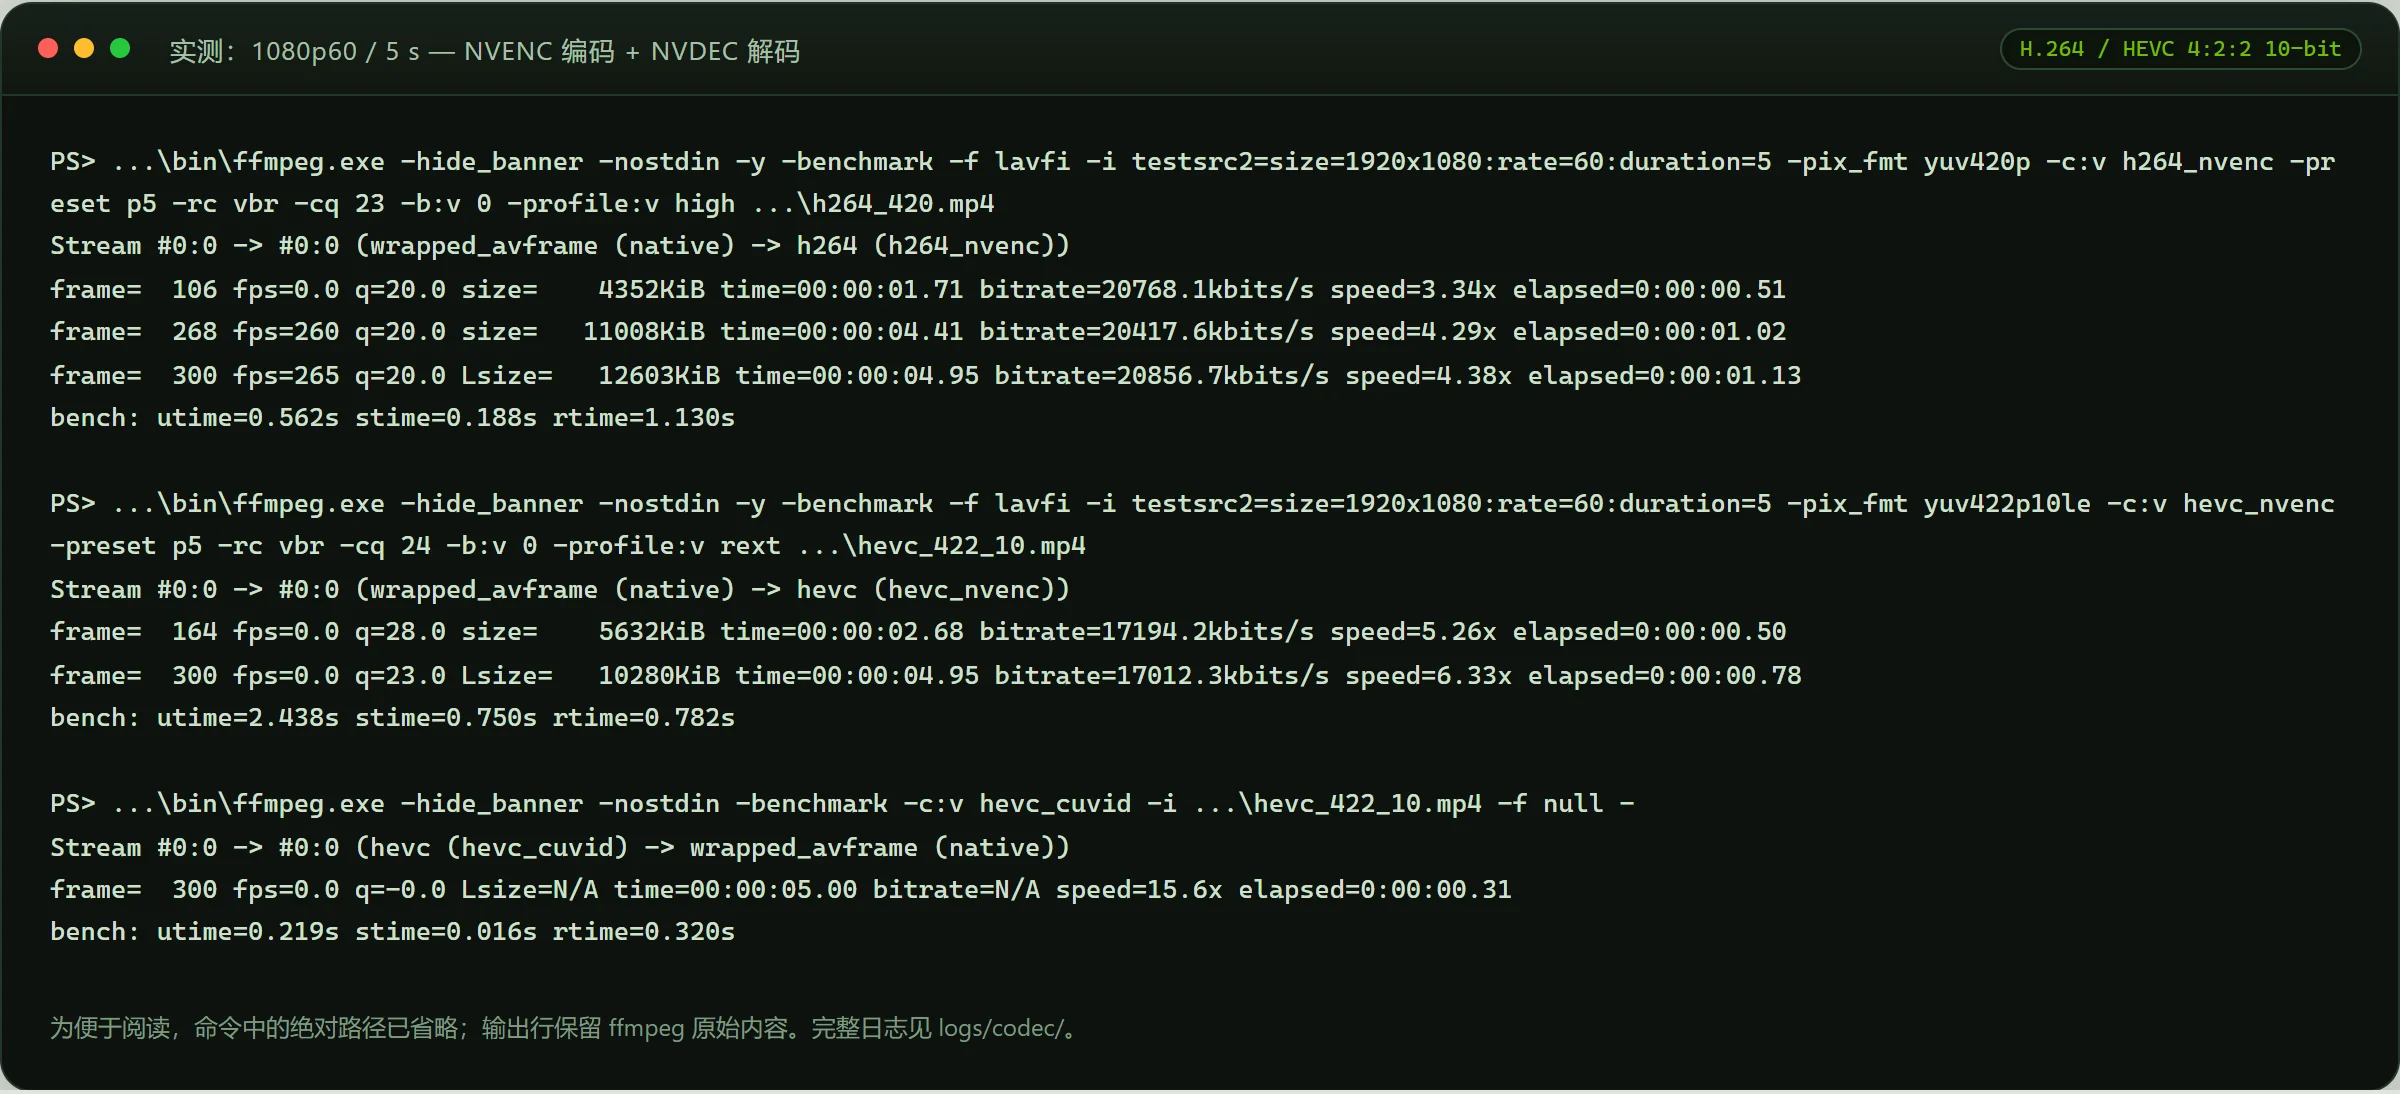 实测：1080p60 / 5 s — NVENC 编码 + NVDEC 解码
H.264 / HEVC 4:2:2 10-bit
PS> ...\bin\ffmpeg.exe -hide_banner -nostdin -y -benchmark -f lavfi -i testsrc2=size=1920x1080:rate=60:duration=5 -pix_fmt yuv420p -c:v h264_nvenc -pr
eset p5 -rc vbr -cq 23 -b:v 0 -profile:v high ...\h264_420.mp4
Stream #0:0 -> #0:0 (wrapped_avframe (native) -> h264 (h264_nvenc))
frame=  106 fps=0.0 q=20.0 size=    4352KiB time=00:00:01.71 bitrate=20768.1kbits/s speed=3.34x elapsed=0:00:00.51
frame=  268 fps=260 q=20.0 size=   11008KiB time=00:00:04.41 bitrate=20417.6kbits/s speed=4.29x elapsed=0:00:01.02
frame=  300 fps=265 q=20.0 Lsize=   12603KiB time=00:00:04.95 bitrate=20856.7kbits/s speed=4.38x elapsed=0:00:01.13
bench: utime=0.562s stime=0.188s rtime=1.130s
PS> ...\bin\ffmpeg.exe -hide_banner -nostdin -y -benchmark -f lavfi -i testsrc2=size=1920x1080:rate=60:duration=5 -pix_fmt yuv422p10le -c:v hevc_nvenc
-preset p5 -rc vbr -cq 24 -b:v 0 -profile:v rext ...\hevc_422_10.mp4
Stream #0:0 -> #0:0 (wrapped_avframe (native) -> hevc (hevc_nvenc))
frame=  164 fps=0.0 q=28.0 size=    5632KiB time=00:00:02.68 bitrate=17194.2kbits/s speed=5.26x elapsed=0:00:00.50
frame=  300 fps=0.0 q=23.0 Lsize=   10280KiB time=00:00:04.95 bitrate=17012.3kbits/s speed=6.33x elapsed=0:00:00.78
bench: utime=2.438s stime=0.750s rtime=0.782s
PS> ...\bin\ffmpeg.exe -hide_banner -nostdin -benchmark -c:v hevc_cuvid -i ...\hevc_422_10.mp4 -f null -
Stream #0:0 -> #0:0 (hevc (hevc_cuvid) -> wrapped_avframe (native))
frame=  300 fps=0.0 q=-0.0 Lsize=N/A time=00:00:05.00 bitrate=N/A speed=15.6x elapsed=0:00:00.31
bench: utime=0.219s stime=0.016s rtime=0.320s
为便于阅读，命令中的绝对路径已省略；输出行保留 ffmpeg 原始内容。完整日志见 logs/codec/。